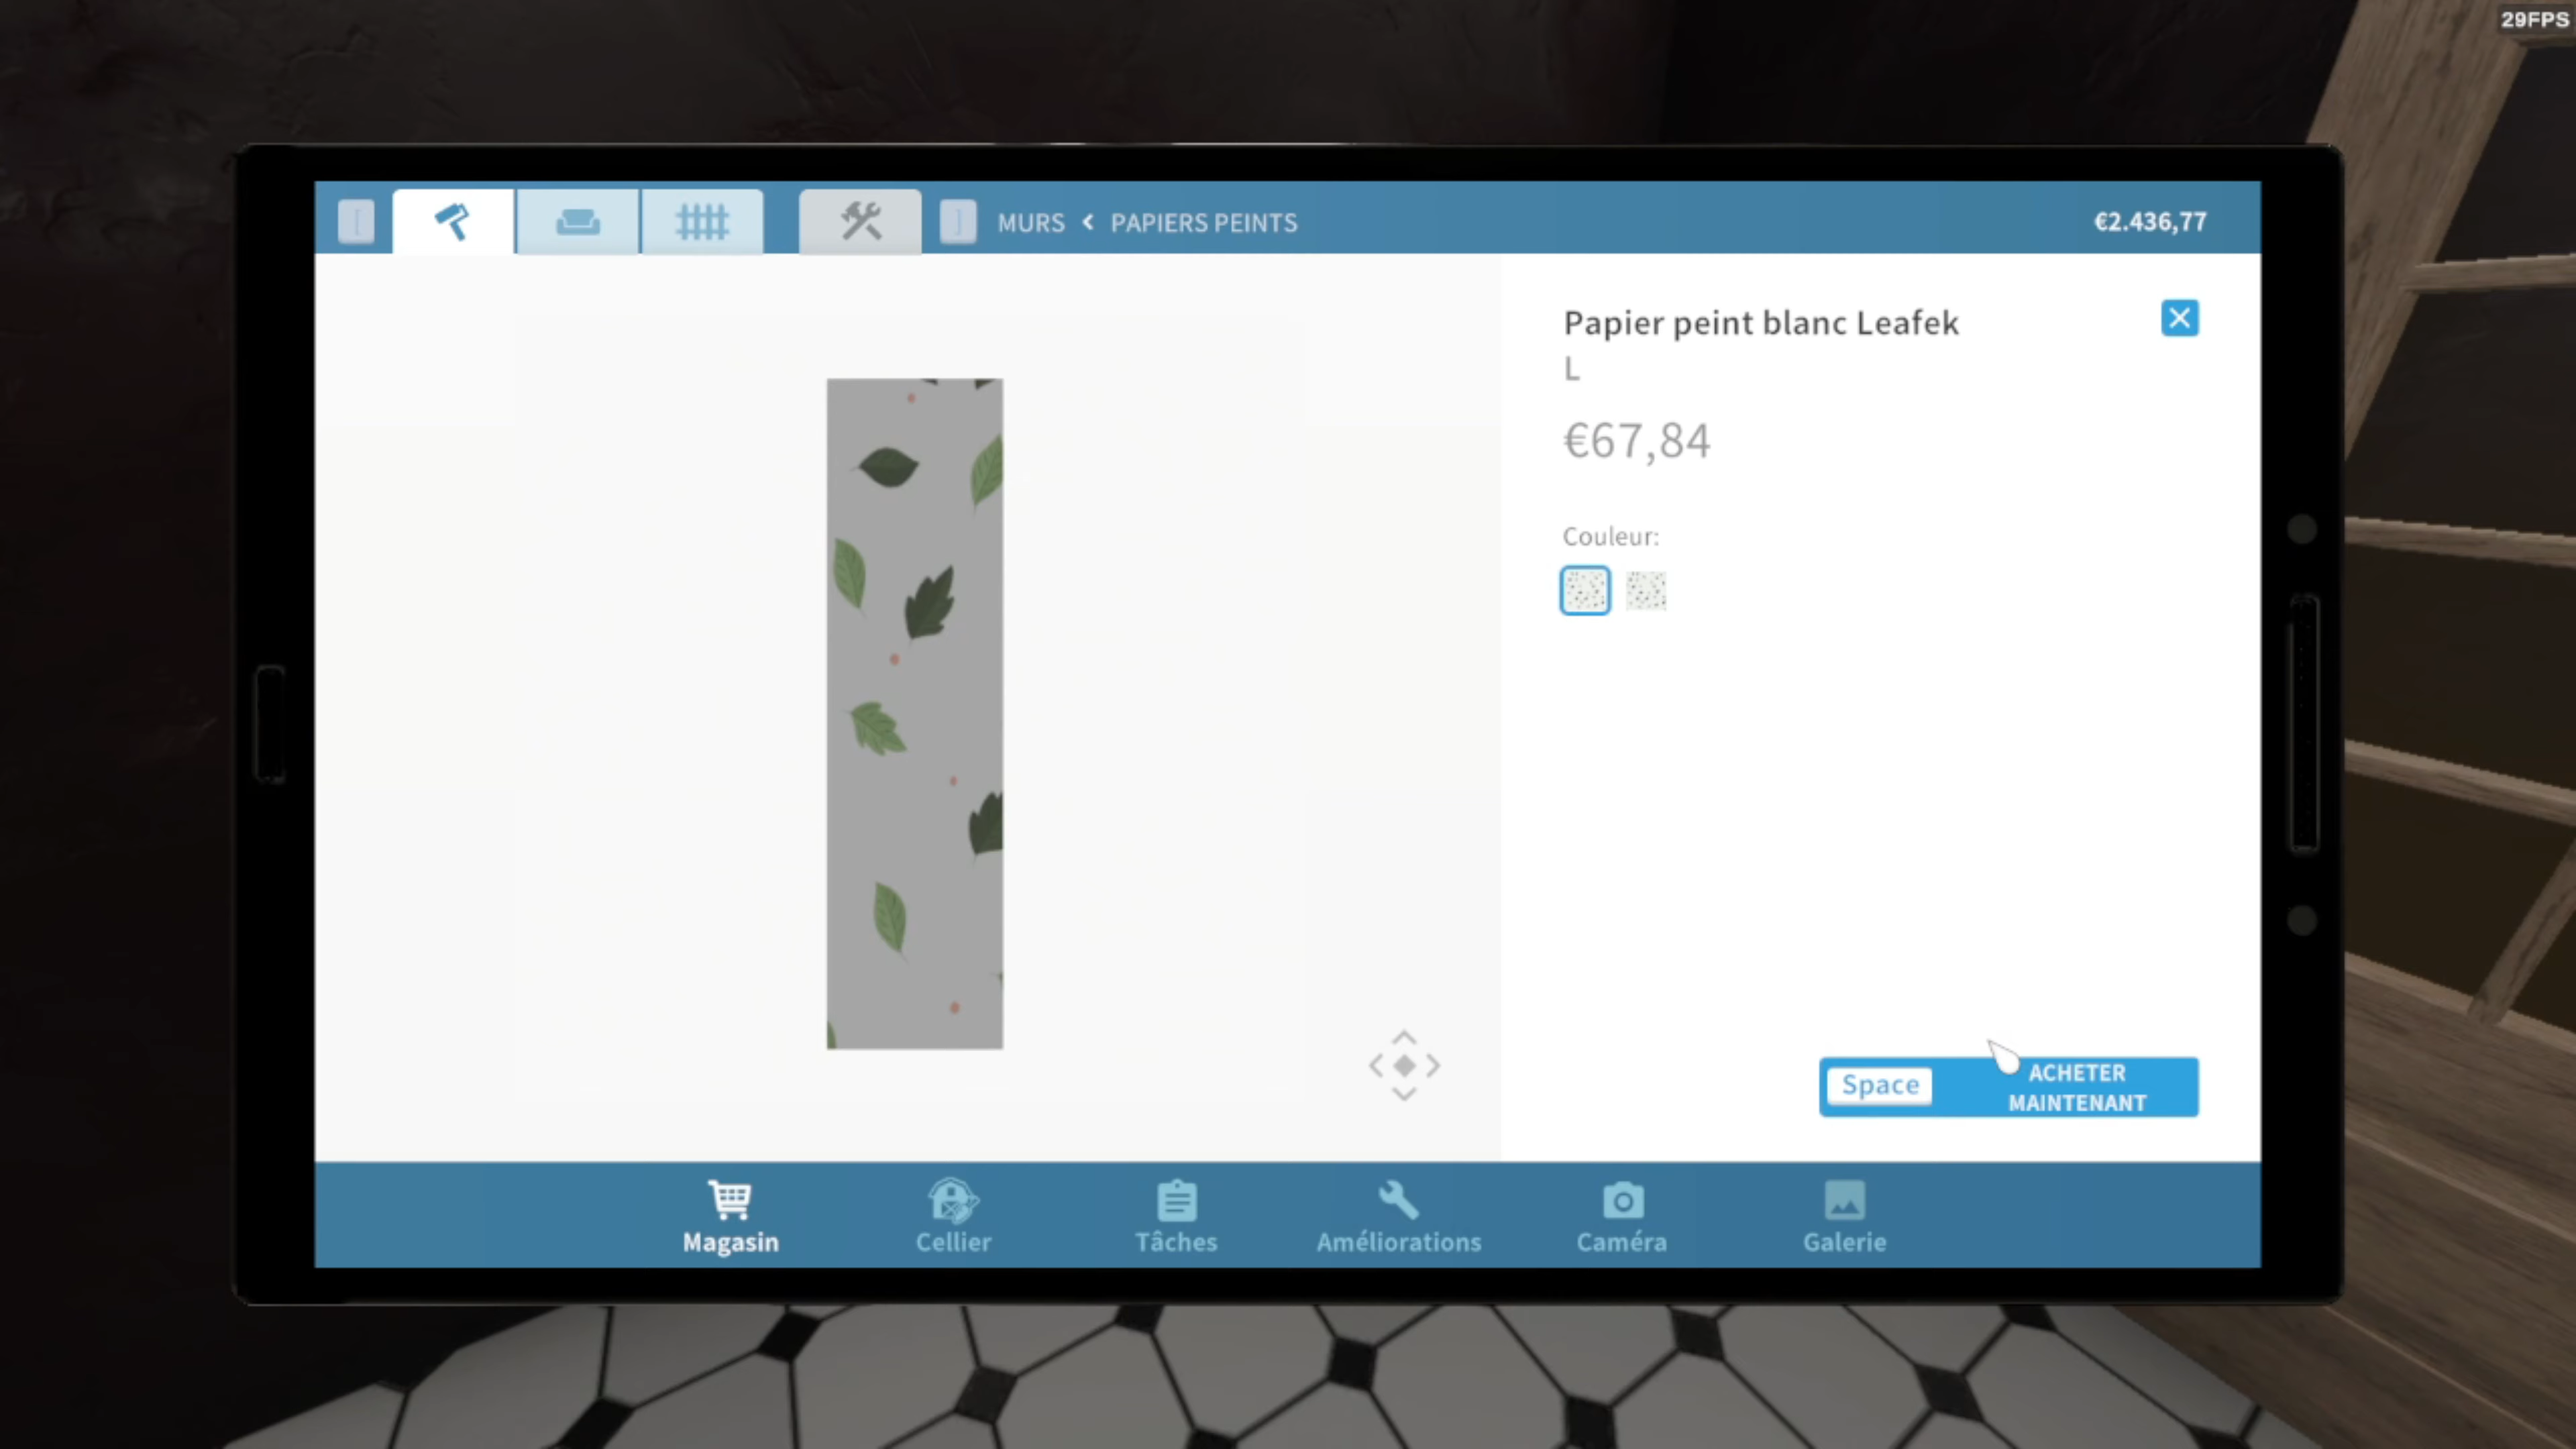 29FPS
[
]
MURS < PAPIERS PEINTS
€2.436,77
Papier peint blanc Leafek
L
€67,84
Couleur:
Space
ACHETER
MAINTENANT
Magasin
Cellier
Tâches
Améliorations
Caméra
Galerie